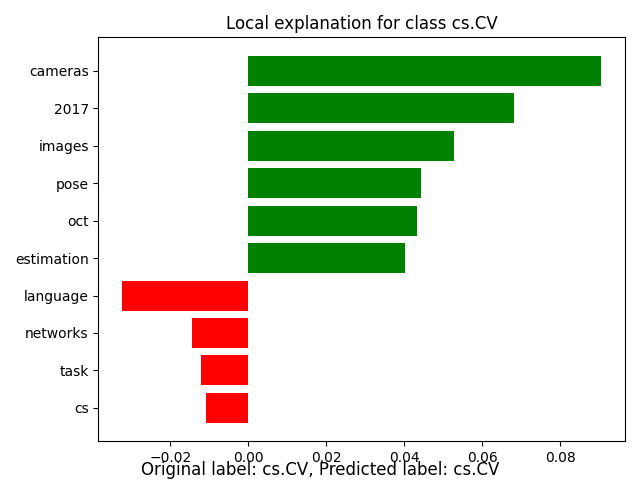 Local explanation for class cs.CV
cameras
2017
images
pose
oct
estimation
language
networks
task
cs
−0.02 0.00 0.02 0.04 0.06 0.08
Original label: cs.CV, Predicted label: cs.CV